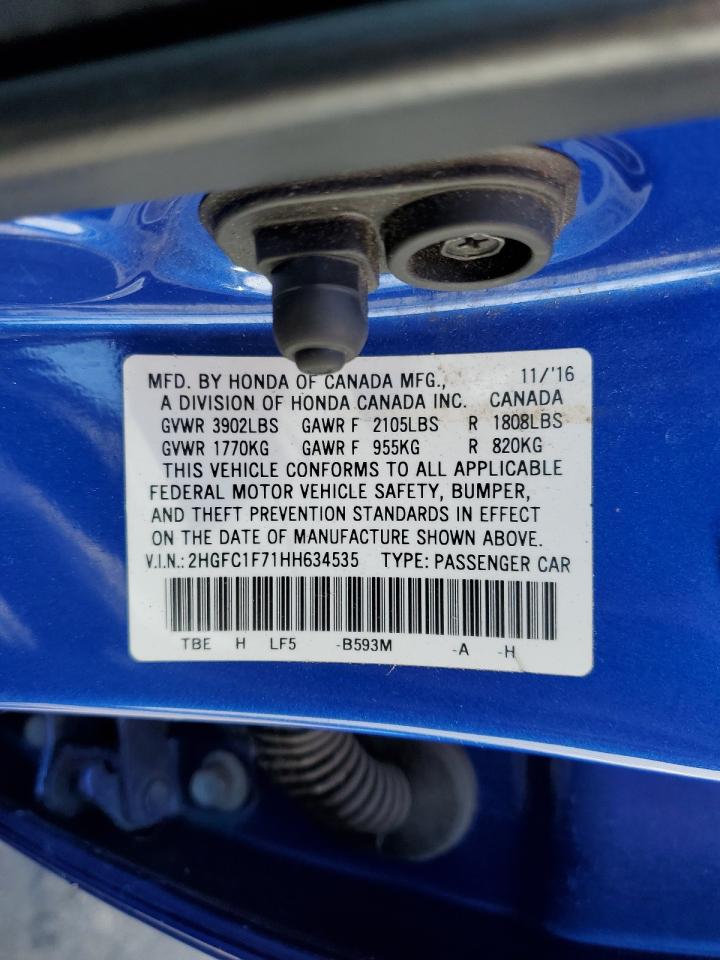 MFD. BY HONDA OF CANADA MFG., 11/'16
A DIVISION OF HONDA CANADA INC. CANADA
GVWR 3902LBS GAWR F 2105LBS R 1808LBS
GVWR 1770KG GAWR F 955KG R 820KG
THIS VEHICLE CONFORMS TO ALL APPLICABLE
FEDERAL MOTOR VEHICLE SAFETY, BUMPER,
AND THEFT PREVENTION STANDARDS IN EFFECT
ON THE DATE OF MANUFACTURE SHOWN ABOVE.
V.I.N.: 2HGFC1F71HH634535 TYPE: PASSENGER CAR
TBE H LF5 -B593M -A -H